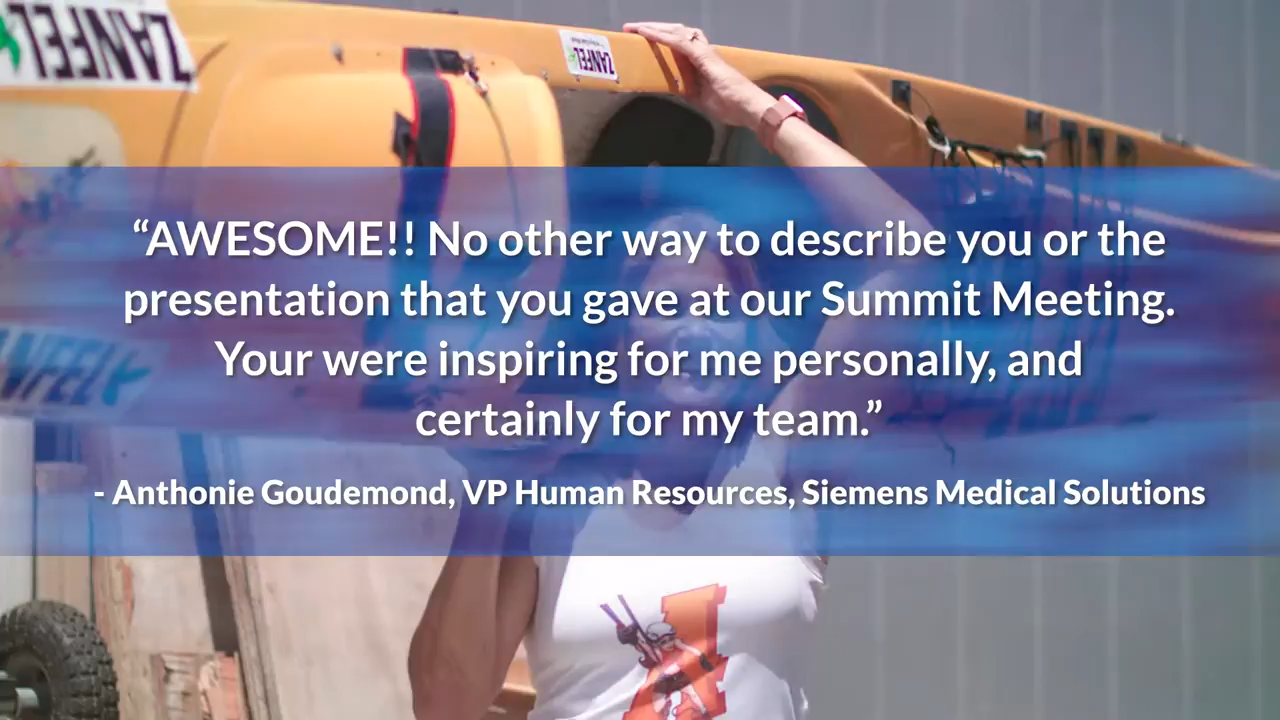 ZANFEL
ZANFEL
“AWESOME!! No other way to describe you or the
presentation that you gave at our Summit Meeting.
Your were inspiring for me personally, and
certainly for my team.”
- Anthonie Goudemond, VP Human Resources, Siemens Medical Solutions